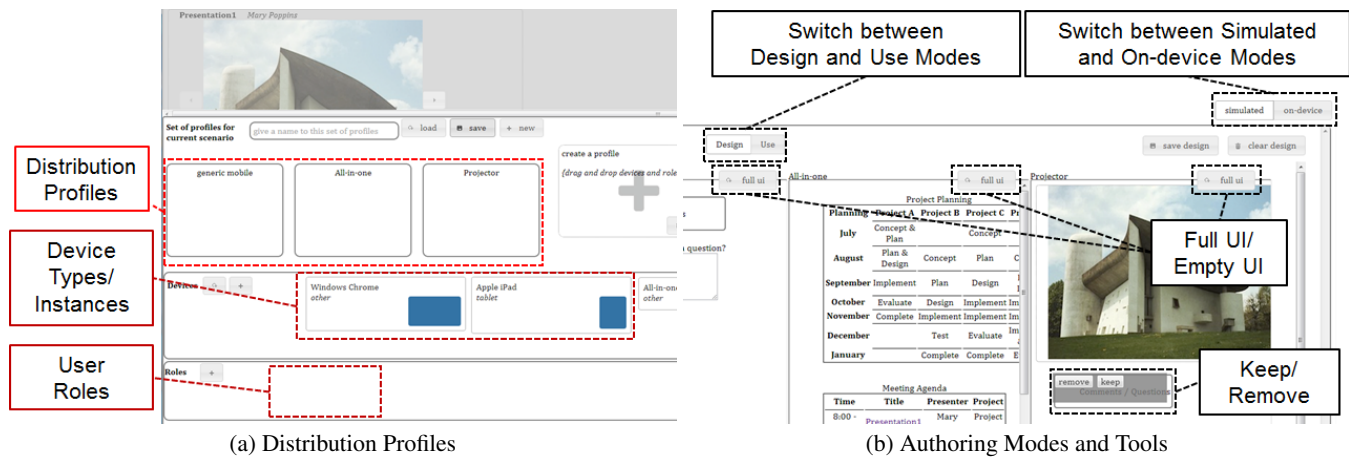 Presentation1 Mary Poppins
Set of profiles for
current scenario
give a name to this set of profiles
load
save
+ new
Distribution
Profiles
generic mobile
All-in-one
Projector
create a profile
(drag and drop devices and role
Device
Types/
Instances
Devices
+
Windows Chrome
other
Apple iPad
tablet
All-in-one
other
User
Roles
Roles
+
(a) Distribution Profiles
Switch between
Design and Use Modes
Switch between Simulated
and On-device Modes
simulated
on-device
Design
Use
save design
clear design
full ui
All-in-one
full ui
Projector
full ui
s
a question?
Project Planning
Planning Project A Project B Project C P
July Concept & Plan Concept
August Plan & Design Concept Plan C
September Implement Plan Design
October Evaluate Design Implement Im
November Complete Implement Implement Im
December Test Evaluate Im
January Complete Complete E
Full UI/
Empty UI
Meeting Agenda
Time Title Presenter Project
8:00 - Presentation1 Mary Project
remove
keep
Comments / Questions
Keep/
Remove
(b) Authoring Modes and Tools